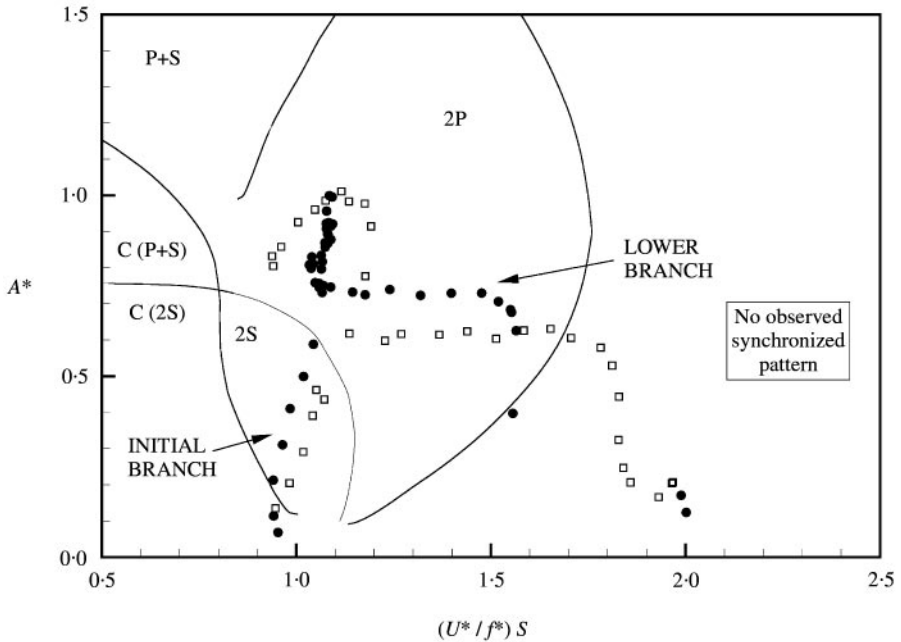 1·5
P+S
2P
1·0
C (P+S)
LOWER
BRANCH
A*
C (2S)
2S
No observed
synchronized
pattern
0·5
INITIAL
BRANCH
0·0
0·5
1·0
1·5
2·0
2·5
(U* / f*) S